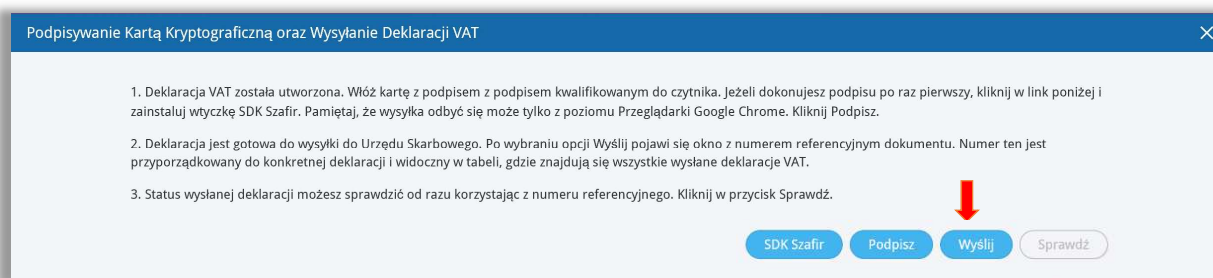 Podpisywanie Kartą Kryptograficzną oraz Wysyłanie Deklaracji VAT
1. Deklaracja VAT została utworzona. Włóż kartę z podpisem z podpisem kwalifikowanym do czytnika. Jeżeli dokonujesz podpisu po raz pierwszy, kliknij w link poniżej i
zainstaluj wtyczkę SDK Szafir. Pamiętaj, że wysyłka odbyć się może tylko z poziomu Przeglądarki Google Chrome. Kliknij Podpisz.
2. Deklaracja jest gotowa do wysyłki do Urzędu Skarbowego. Po wybraniu opcji Wyślij pojawi się okno z numerem referencyjnym dokumentu. Numer ten jest
przyporządkowany do konkretnej deklaracji i widoczny w tabeli, gdzie znajdują się wszystkie wysłane deklaracje VAT.
3. Status wysłanej deklaracji możesz sprawdzić od razu korzystając z numeru referencyjnego. Kliknij w przycisk Sprawdź.
SDK Szafir Podpisz Wyślij Sprawdź